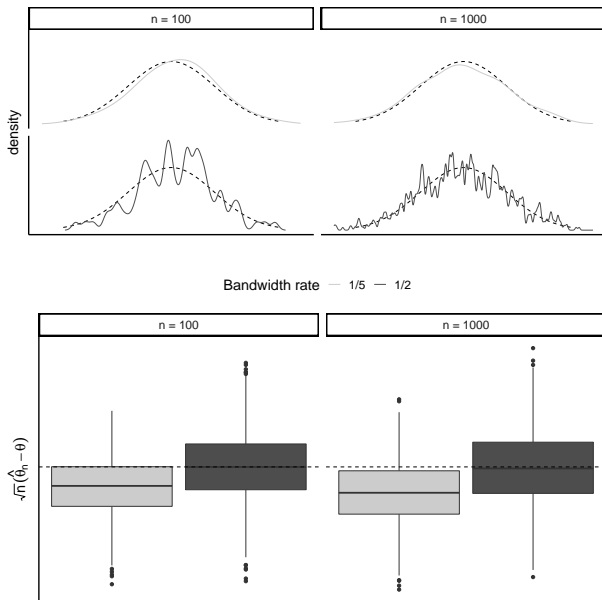 n = 100
n = 1000
density
Bandwidth rate 1/5 1/2
n = 100
n = 1000
√n(θ̂ₙ − θ)